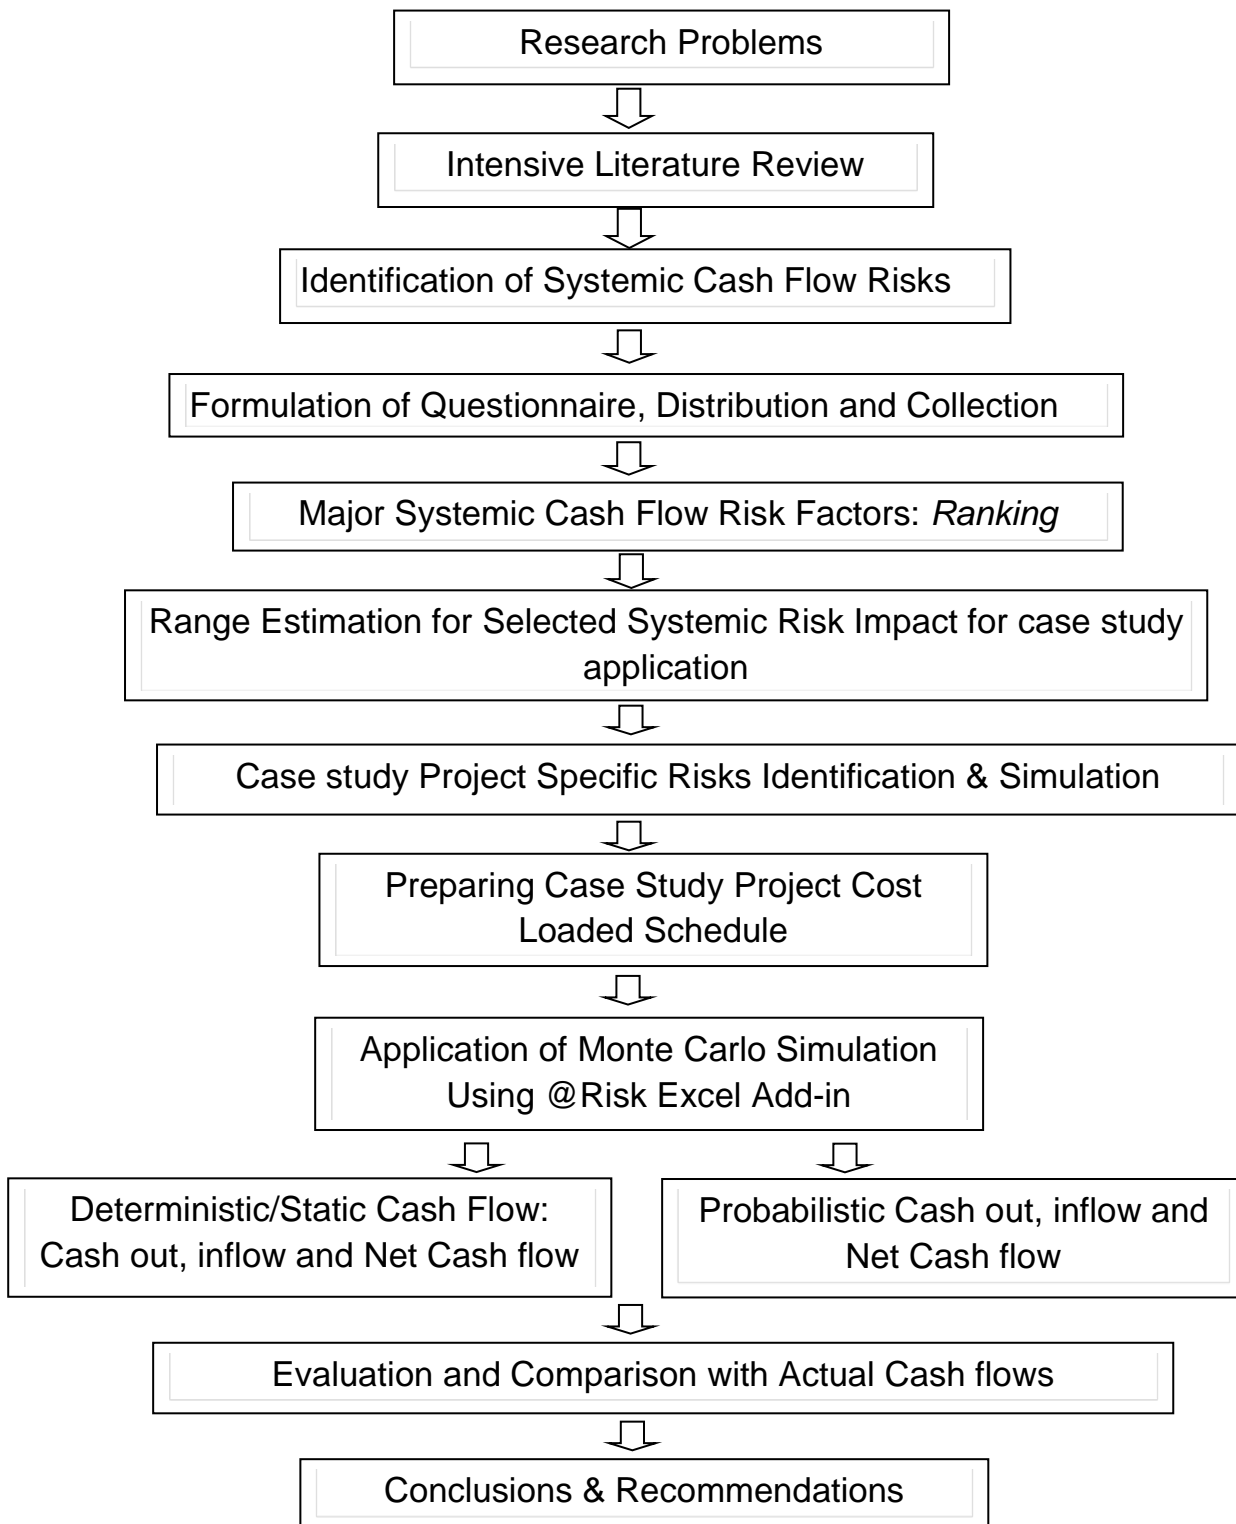 Research Problems
Intensive Literature Review
Identification of Systemic Cash Flow Risks
Formulation of Questionnaire, Distribution and Collection
Major Systemic Cash Flow Risk Factors: Ranking
Range Estimation for Selected Systemic Risk Impact for case study
application
Case study Project Specific Risks Identification & Simulation
Preparing Case Study Project Cost
Loaded Schedule
Application of Monte Carlo Simulation
Using @Risk Excel Add-in
Deterministic/Static Cash Flow:
Cash out, inflow and Net Cash flow
Probabilistic Cash out, inflow and
Net Cash flow
Evaluation and Comparison with Actual Cash flows
Conclusions & Recommendations